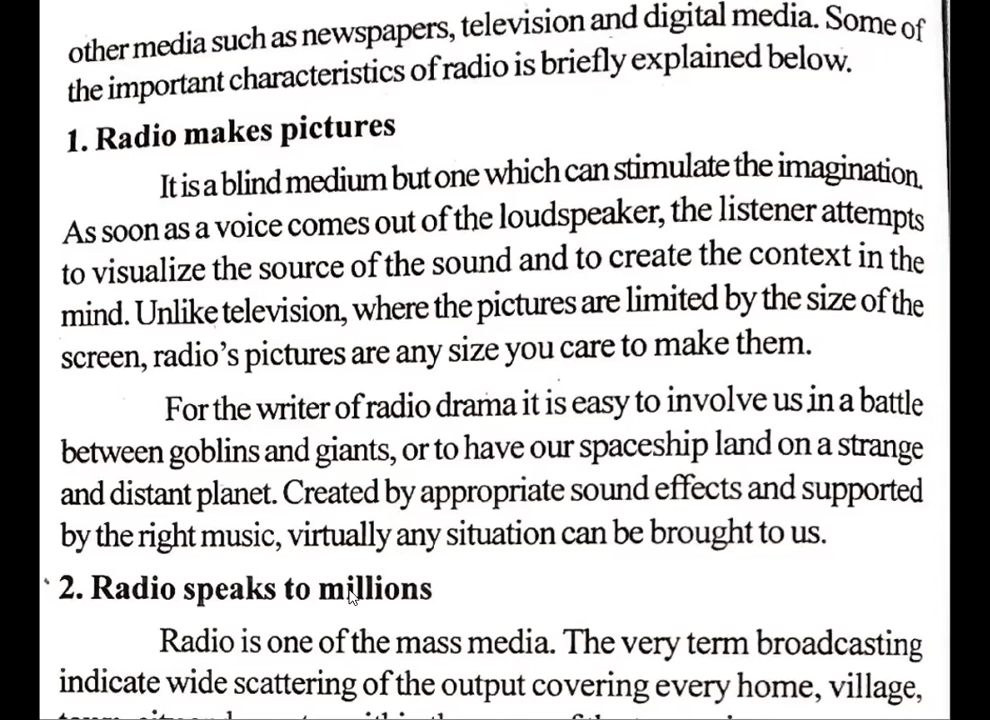 other media such as newspapers, television and digital media. Some of
the important characteristics of radio is briefly explained below.
1. Radio makes pictures
It is a blind medium but one which can stimulate the imagination.
As soon as a voice comes out of the loudspeaker, the listener attempts
to visualize the source of the sound and to create the context in the
mind. Unlike television, where the pictures are limited by the size of the
screen, radio's pictures are any size you care to make them.
For the writer of radio drama it is easy to involve us in a battle
between goblins and giants, or to have our spaceship land on a strange
and distant planet. Created by appropriate sound effects and supported
by the right music, virtually any situation can be brought to us.
2. Radio speaks to millions
Radio is one of the mass media. The very term broadcasting
indicate wide scattering of the output covering every home, village,